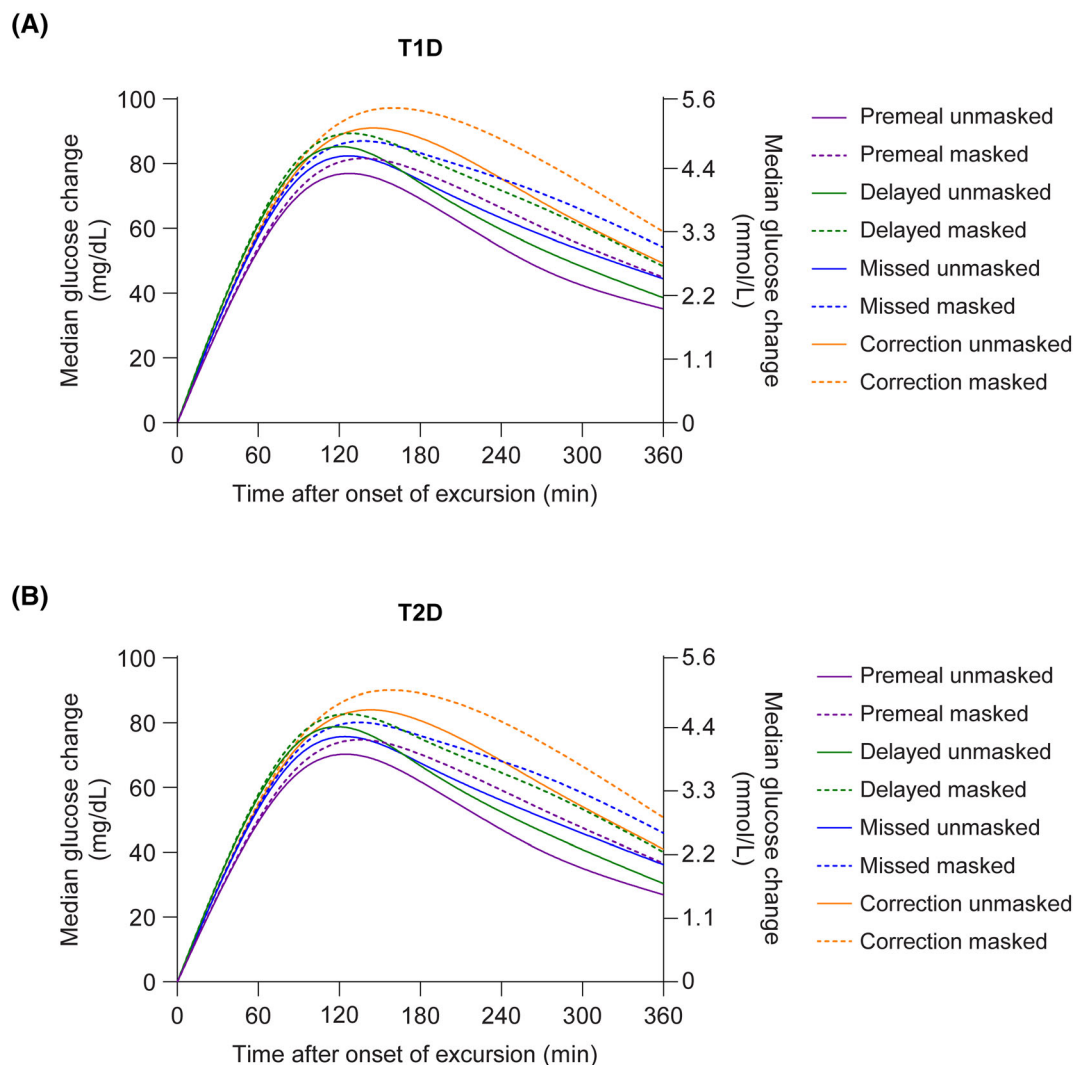 (A)
T1D
Median glucose change
(mg/dL)
100
80
60
40
20
0
0 60 120 180 240 300 360
Time after onset of excursion (min)
5.6
4.4
3.3
2.2
1.1
0
Median glucose change
(mmol/L)
Premeal unmasked
Premeal masked
Delayed unmasked
Delayed masked
Missed unmasked
Missed masked
Correction unmasked
Correction masked
(B)
T2D
Median glucose change
(mg/dL)
100
80
60
40
20
0
0 60 120 180 240 300 360
Time after onset of excursion (min)
5.6
4.4
3.3
2.2
1.1
0
Median glucose change
(mmol/L)
Premeal unmasked
Premeal masked
Delayed unmasked
Delayed masked
Missed unmasked
Missed masked
Correction unmasked
Correction masked